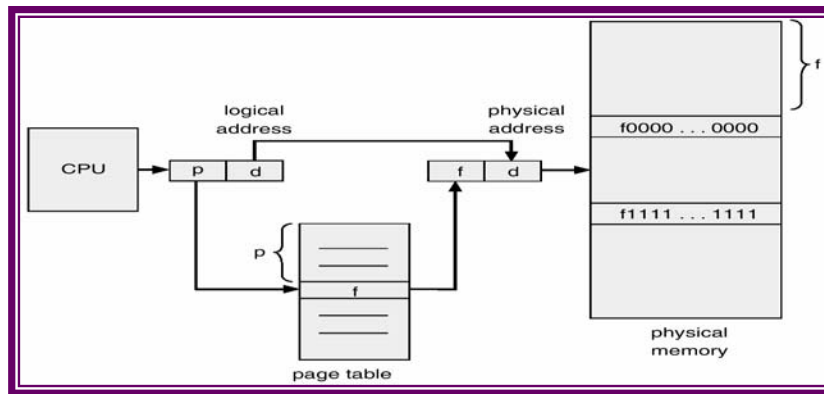 logical
address
physical
address
CPU
p
d
f
d
f
f0000 ... 0000
f1111 ... 1111
p
f
page table
physical
memory